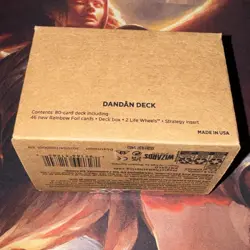 DANDÂN DECK
Contents: 80-card deck including:
46 new Rainbow Foil cards • Deck box • 2 Life Wheels™ • Strategy insert
MADE IN USA
WIZARDS